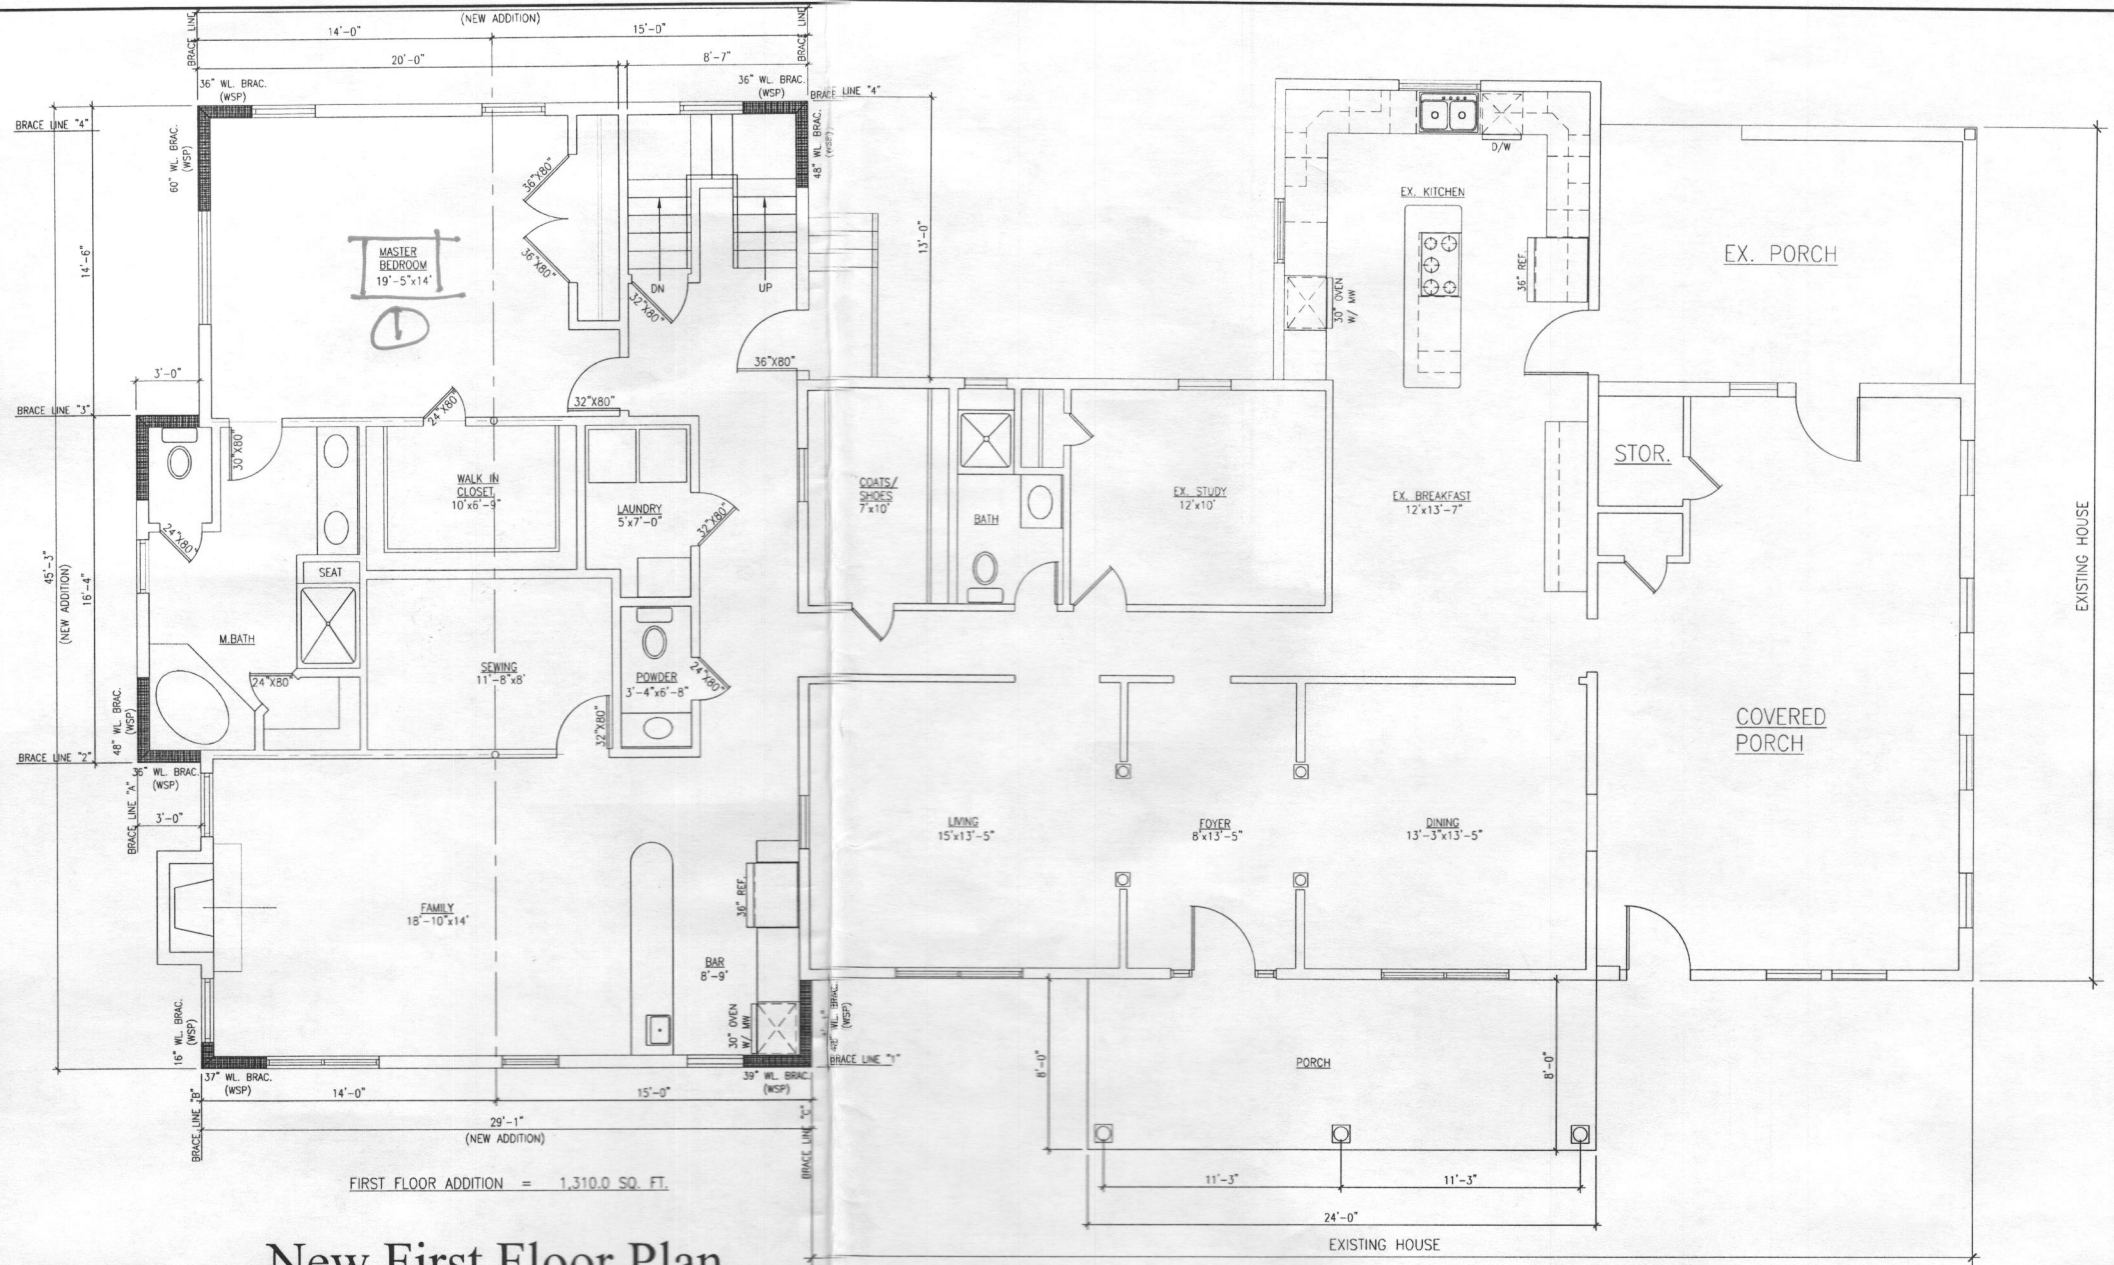 (NEW ADDITION)
14'-0"
15'-0"
20'-0"
8'-7"
BRACE LINE
BRACE LINE
36" WL. BRAC.
(WSP)
36" WL. BRAC.
(WSP)
BRACE LINE "4"
BRACE LINE "4"
60" WL. BRAC.
(WSP)
48" WL. BRAC.
(WSP)
14'-6"
13'-0"
36"X80"
36"X80"
MASTER
BEDROOM
19'-5"x14'
1
DN
UP
32"X80"
36"X80"
32"X80"
24"X80"
3'-0"
BRACE LINE "3"
30"X80"
24"X80"
WALK IN
CLOSET
10'x6'-9"
LAUNDRY
5'x7'-0"
32"X80"
SEAT
M.BATH
24"X80"
SEWING
11'-8"x8'
32"X80"
POWDER
3'-4"x6'-8"
24"X80"
45'-3"
(NEW ADDITION)
16'-4"
48" WL. BRAC.
(WSP)
BRACE LINE "2"
36" WL. BRAC.
(WSP)
BRACE LINE "A"
3'-0"
FAMILY
18'-10"x14'
36" REF.
BAR
8'-9'
30" OVEN
W/ MW
16" WL. BRAC.
(WSP)
37" WL. BRAC.
(WSP)
39" WL. BRAC.
(WSP)
48" WL. BRAC.
(WSP)
BRACE LINE "1"
14'-0"
15'-0"
29'-1"
(NEW ADDITION)
BRACE LINE "B"
BRACE LINE "C"
FIRST FLOOR ADDITION = 1,310.0 SQ. FT.
New First Floor Plan
D/W
EX. KITCHEN
30" OVEN
W/ MW
36" REF.
EX. PORCH
COATS/
SHOES
7'x10'
BATH
EX. STUDY
12'x10'
EX. BREAKFAST
12'x13'-7"
STOR.
COVERED
PORCH
EXISTING HOUSE
LIVING
15'x13'-5"
FOYER
8'x13'-5"
DINING
13'-3"x13'-5"
8'-0"
PORCH
8'-0"
11'-3"
11'-3"
24'-0"
EXISTING HOUSE